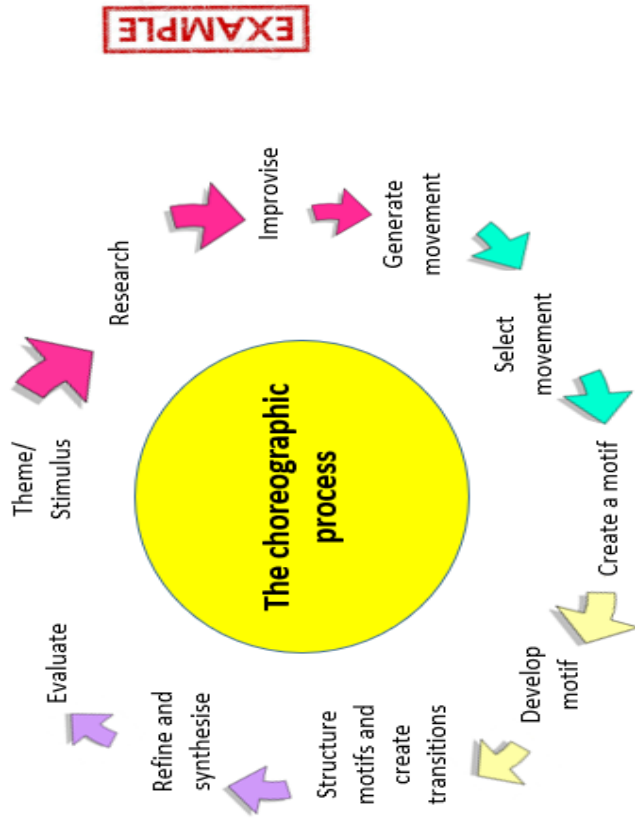 EXAMPLE
Theme/
Stimulus
Research
Improvise
Generate
movement
Select
movement
Create a motif
Develop
motif
Structure
motifs and
create
transitions
Refine and
synthesise
Evaluate
The choreographic
process